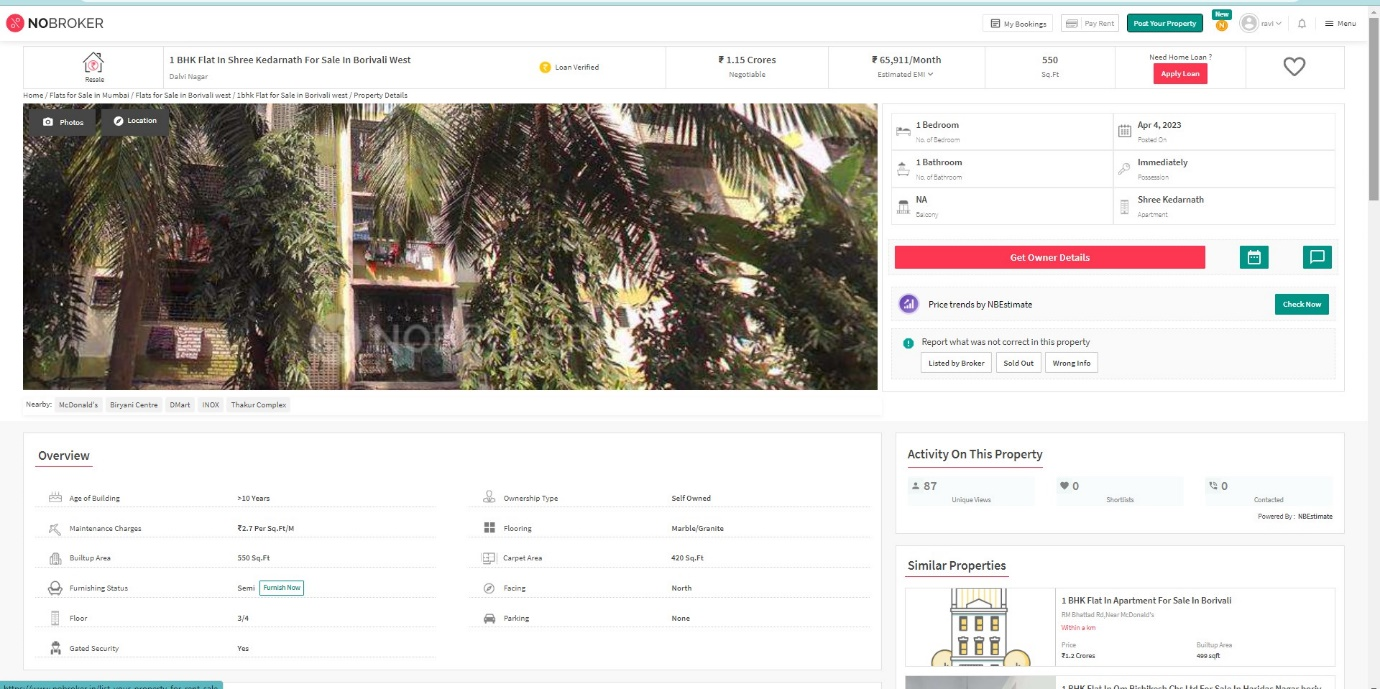 NOBROKER
My Bookings
Pay Rent
Post Your Property
New
N
ravi
Menu
Resale
1 BHK Flat In Shree Kedarnath For Sale In Borivali West
Dalvi Nagar
Loan Verified
₹ 1.15 Crores
Negotiable
₹ 65,911/Month
Estimated EMI
550
Sq.Ft
Need Home Loan ?
Apply Loan
Home / Flats for Sale in Mumbai / Flats for Sale in Borivali west / 1bhk Flat for Sale in Borivali west / Property Details
Photos
Location
NOBROKER
1 Bedroom
No. of Bedroom
Apr 4, 2023
Posted On
1 Bathroom
No. of Bathroom
Immediately
Possession
NA
Balcony
Shree Kedarnath
Apartment
Get Owner Details
Price trends by NBEstimate
Check Now
Report what was not correct in this property
Listed by Broker
Sold Out
Wrong Info
Nearby: McDonald's Biryani Centre DMart INOX Thakur Complex
Overview
Age of Building >10 Years
Ownership Type Self Owned
Maintenance Charges ₹2.7 Per Sq.Ft/M
Flooring Marble/Granite
Builtup Area 550 Sq.Ft
Carpet Area 420 Sq.Ft
Furnishing Status Semi Furnish Now
Facing North
Floor 3/4
Parking None
Gated Security Yes
Activity On This Property
87
Unique Views
0
Shortlists
0
Contacted
Powered By : NBEstimate
Similar Properties
1 BHK Flat In Apartment For Sale In Borivali
RM Bhattad Rd,Near McDonald's
Within a km
Price
₹1.2 Crores
Builtup Area
499 sqft